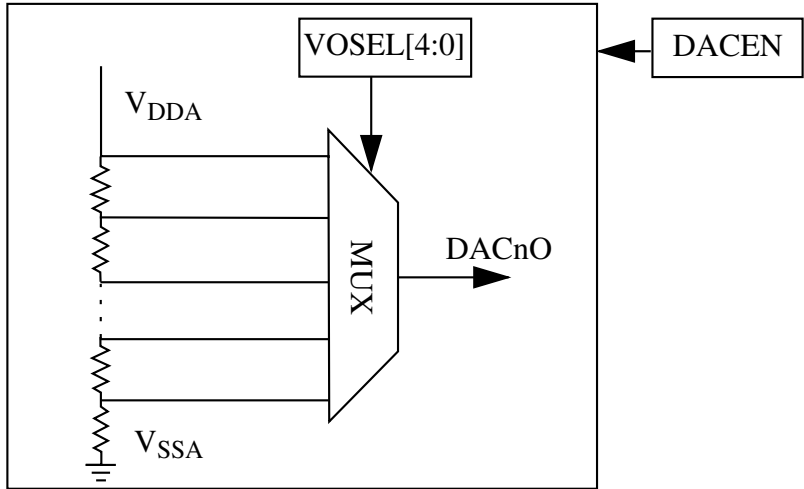 VOSEL[4:0]
DACEN
VDDA
MUX
DACnO
VSSA